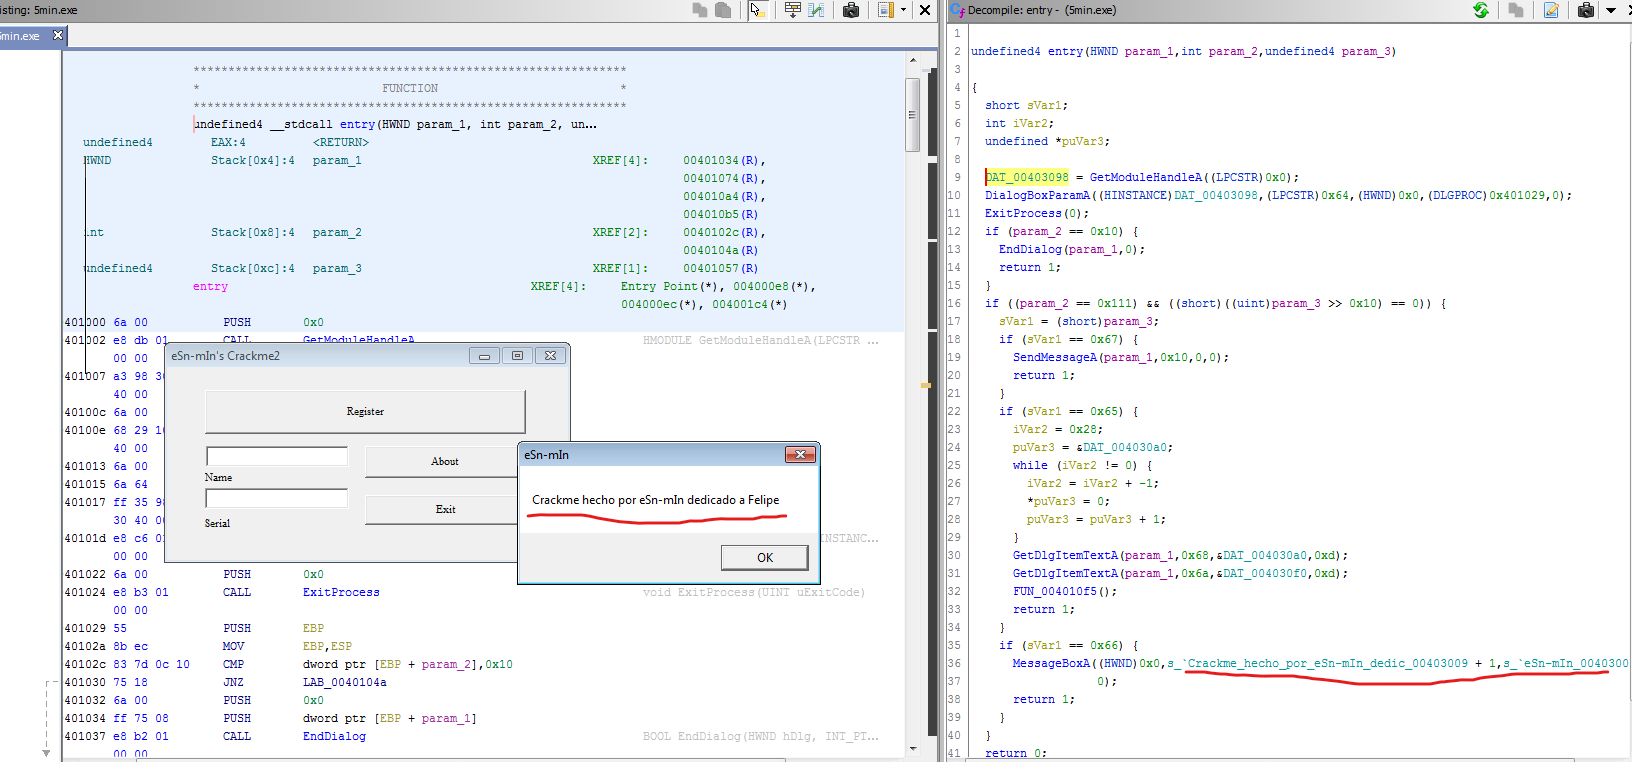 isting: 5min.exe
5min.exe
************************************************************
* FUNCTION *
************************************************************
undefined4 __stdcall entry(HWND param_1, int param_2, un...
undefined4 EAX:4 <RETURN>
HWND Stack[0x4]:4 param_1 XREF[4]: 00401034(R),
00401074(R),
004010a4(R),
004010b5(R)
int Stack[0x8]:4 param_2 XREF[2]: 0040102c(R),
0040104a(R)
undefined4 Stack[0xc]:4 param_3 XREF[1]: 00401057(R)
entry XREF[4]: Entry Point(*), 004000e8(*),
004000ec(*), 004001c4(*)
401000 6a 00 PUSH 0x0
401002 e8 db 01 CALL GetModuleHandleA HMODULE GetModuleHandleA(LPCSTR ...
00 00
401007 a3 98 30
40 00
40100c 6a 00
40100e 68 29 10
40 00
401013 6a 00
401015 6a 64
401017 ff 35 98
30 40 00
40101d e8 c6 01 INSTANC...
00 00
401022 6a 00 PUSH 0x0
401024 e8 b3 01 CALL ExitProcess void ExitProcess(UINT uExitCode)
00 00
401029 55 PUSH EBP
40102a 8b ec MOV EBP,ESP
40102c 83 7d 0c 10 CMP dword ptr [EBP + param_2],0x10
401030 75 18 JNZ LAB_0040104a
401032 6a 00 PUSH 0x0
401034 ff 75 08 PUSH dword ptr [EBP + param_1]
401037 e8 b2 01 CALL EndDialog BOOL EndDialog(HWND hDlg, INT_PT...
00 00
eSn-mIn's Crackme2
Register
About
Name
Exit
Serial
eSn-mIn
Crackme hecho por eSn-mIn dedicado a Felipe
OK
Decompile: entry - (5min.exe)
1
2 undefined4 entry(HWND param_1,int param_2,undefined4 param_3)
3
4 {
5 short sVar1;
6 int iVar2;
7 undefined *puVar3;
8
9 DAT_00403098 = GetModuleHandleA((LPCSTR)0x0);
10 DialogBoxParamA((HINSTANCE)DAT_00403098,(LPCSTR)0x64,(HWND)0x0,(DLGPROC)0x401029,0);
11 ExitProcess(0);
12 if (param_2 == 0x10) {
13 EndDialog(param_1,0);
14 return 1;
15 }
16 if ((param_2 == 0x111) && ((short)((uint)param_3 >> 0x10) == 0)) {
17 sVar1 = (short)param_3;
18 if (sVar1 == 0x67) {
19 SendMessageA(param_1,0x10,0,0);
20 return 1;
21 }
22 if (sVar1 == 0x65) {
23 iVar2 = 0x28;
24 puVar3 = &DAT_004030a0;
25 while (iVar2 != 0) {
26 iVar2 = iVar2 + -1;
27 *puVar3 = 0;
28 puVar3 = puVar3 + 1;
29 }
30 GetDlgItemTextA(param_1,0x68,&DAT_004030a0,0xd);
31 GetDlgItemTextA(param_1,0x6a,&DAT_004030f0,0xd);
32 FUN_004010f5();
33 return 1;
34 }
35 if (sVar1 == 0x66) {
36 MessageBoxA((HWND)0x0,s_`Crackme_hecho_por_eSn-mIn_dedic_00403009 + 1,s_`eSn-mIn_0040300
37 0);
38 return 1;
39 }
40 }
41 return 0;